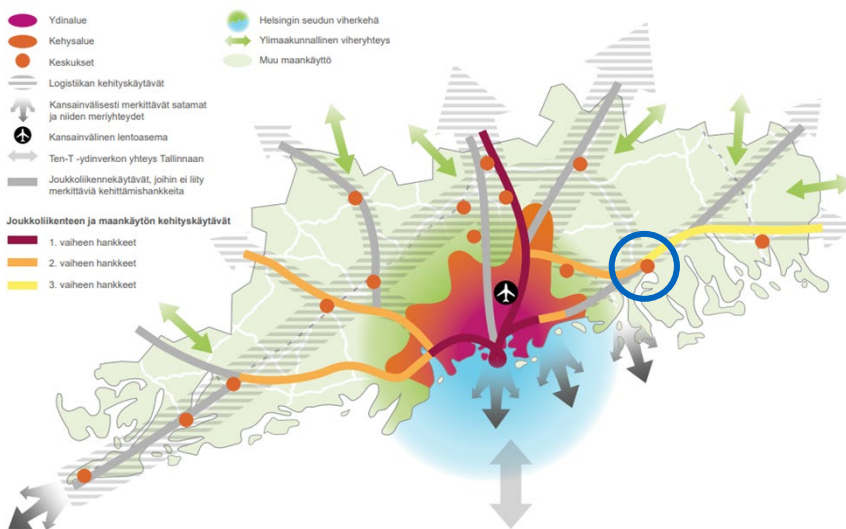 Ydinalue
Kehysalue
Keskukset
Logistiikan kehityskäytävät
Kansainvälisesti merkittävät satamat
ja niiden meriyhteydet
Kansainvälinen lentoasema
Ten-T -ydinverkon yhteys Tallinnaan
Joukkoliikennekäytävät, joihin ei liity
merkittäviä kehittämishankkeita
Joukkoliikenteen ja maankäytön kehityskäytävät
1. vaiheen hankkeet
2. vaiheen hankkeet
3. vaiheen hankkeet
Helsingin seudun viherkehä
Ylimaakunnallinen viheryhteys
Muu maankäyttö